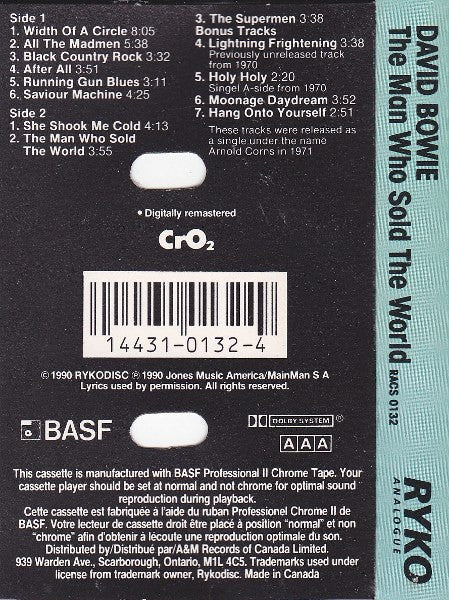 Side 1
1. Width Of A Circle 8:05
2. All The Madmen 5:38
3. Black Country Rock 3:32
4. After All 3:51
5. Running Gun Blues 3:11
6. Saviour Machine 4:25
Side 2
1. She Shook Me Cold 4:13
2. The Man Who Sold
The World 3:55
3. The Supermen 3:38
Bonus Tracks
4. Lightning Frightening 3:38
Previously unreleased track
from 1970
5. Holy Holy 2:20
Singel A-side from 1970
6. Moonage Daydream 3:52
7. Hang Onto Yourself 2:51
These tracks were released as
a single under the name
Arnold Corns in 1971
• Digitally remastered
CrO₂
14431-0132-4
© 1990 RYKODISC ℗ 1990 Jones Music America/MainMan S A
Lyrics used by permission. All rights reserved.
BASF
DOLBY SYSTEM ®
A A A
This cassette is manufactured with BASF Professional II Chrome Tape. Your
cassette player should be set at normal and not chrome for optimal sound
reproduction during playback.
Cette cassette est fabriquée à l'aide du ruban Professional Chrome II de
BASF. Votre lecteur de cassette droit être placé à position "normal" et non
"chrome" afin d'obtenir à lécoute une reproduction optimale du son.
Distributed by/Distribué par/A&M Records of Canada Limited.
939 Warden Ave., Scarborough, Ontario, M1L 4C5. Trademarks used under
license from trademark owner, Rykodisc. Made in Canada
DAVID BOWIE
The Man Who Sold The World
RACS 0132
RYKO
ANALOGUE